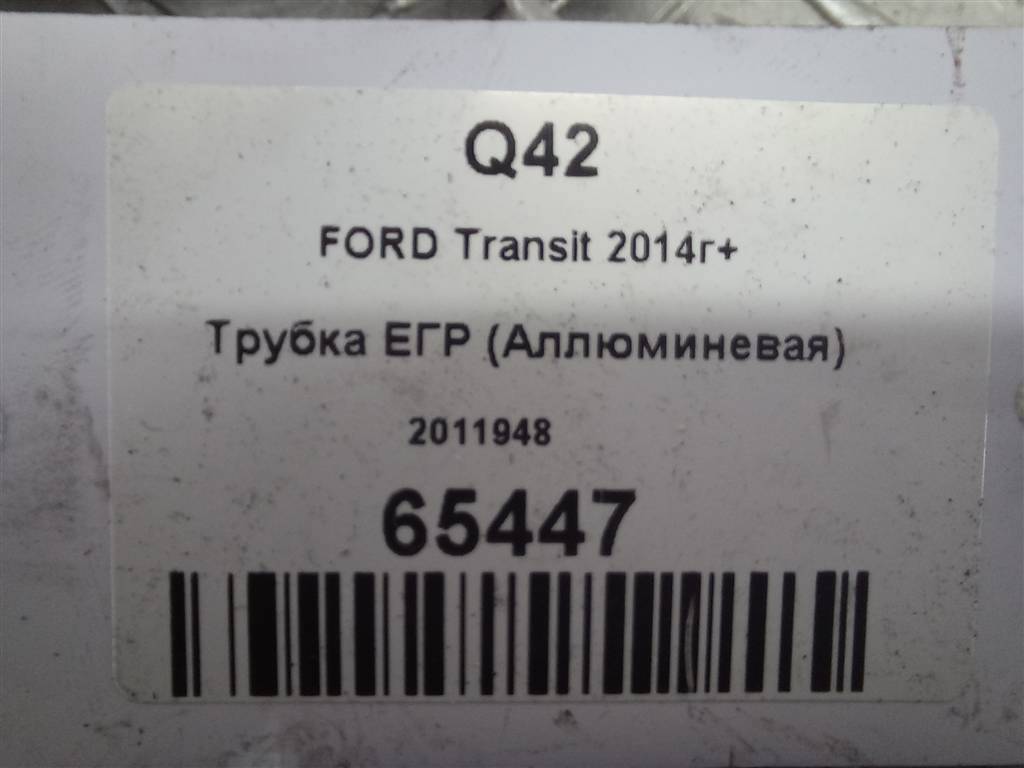 Q42
FORD Transit 2014г+
Трубка ЕГР (Аллюминевая)
2011948
65447